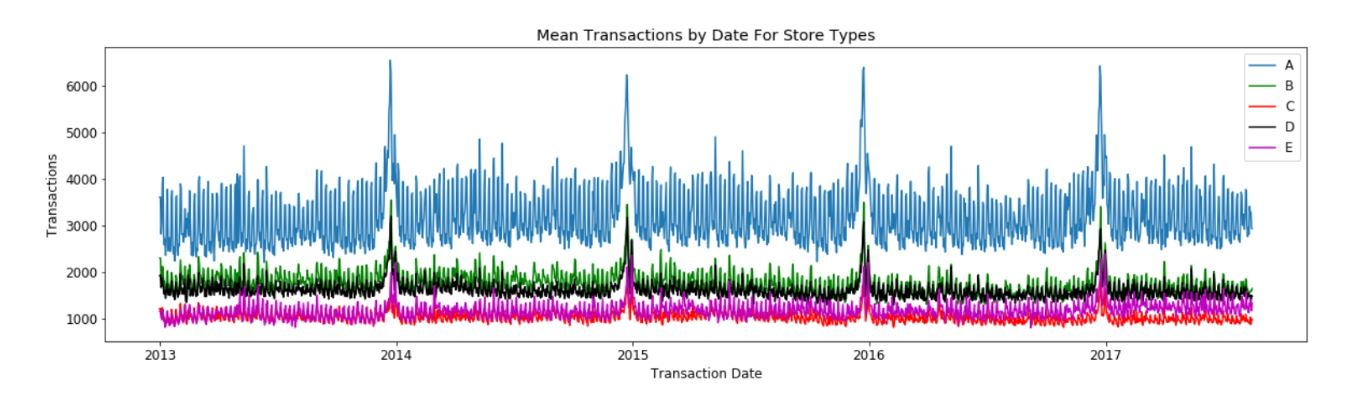 Mean Transactions by Date For Store Types
6000
5000
4000
3000
2000
1000
Transactions
A
B
C
D
E
2013 2014 2015 2016 2017
Transaction Date